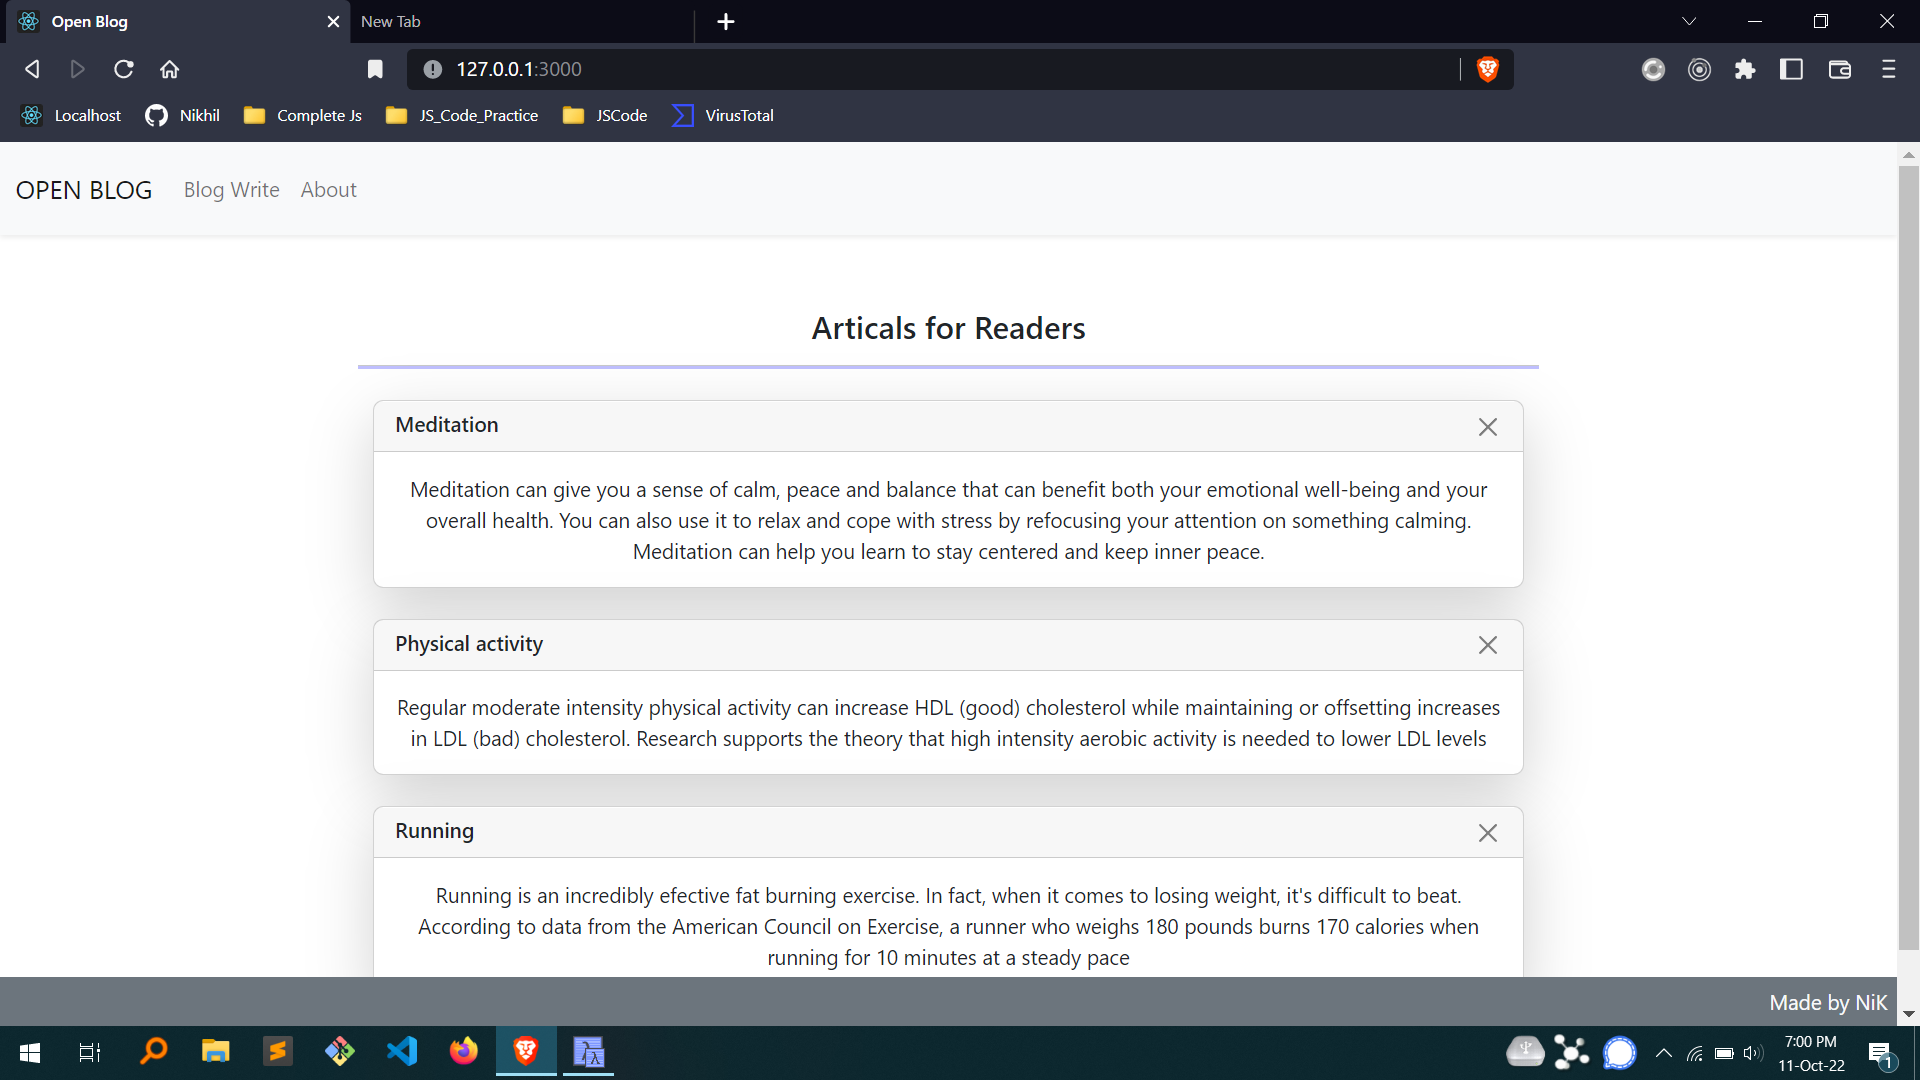 Open Blog
New Tab
127.0.0.1:3000
Localhost
Nikhil
Complete Js
JS_Code_Practice
JSCode
VirusTotal
OPEN BLOG
Blog Write
About
Articals for Readers
Meditation
Meditation can give you a sense of calm, peace and balance that can benefit both your emotional well-being and your
overall health. You can also use it to relax and cope with stress by refocusing your attention on something calming.
Meditation can help you learn to stay centered and keep inner peace.
Physical activity
Regular moderate intensity physical activity can increase HDL (good) cholesterol while maintaining or offsetting increases
in LDL (bad) cholesterol. Research supports the theory that high intensity aerobic activity is needed to lower LDL levels
Running
Running is an incredibly efective fat burning exercise. In fact, when it comes to losing weight, it's difficult to beat.
According to data from the American Council on Exercise, a runner who weighs 180 pounds burns 170 calories when
running for 10 minutes at a steady pace
Made by NiK
7:00 PM
11-Oct-22
1